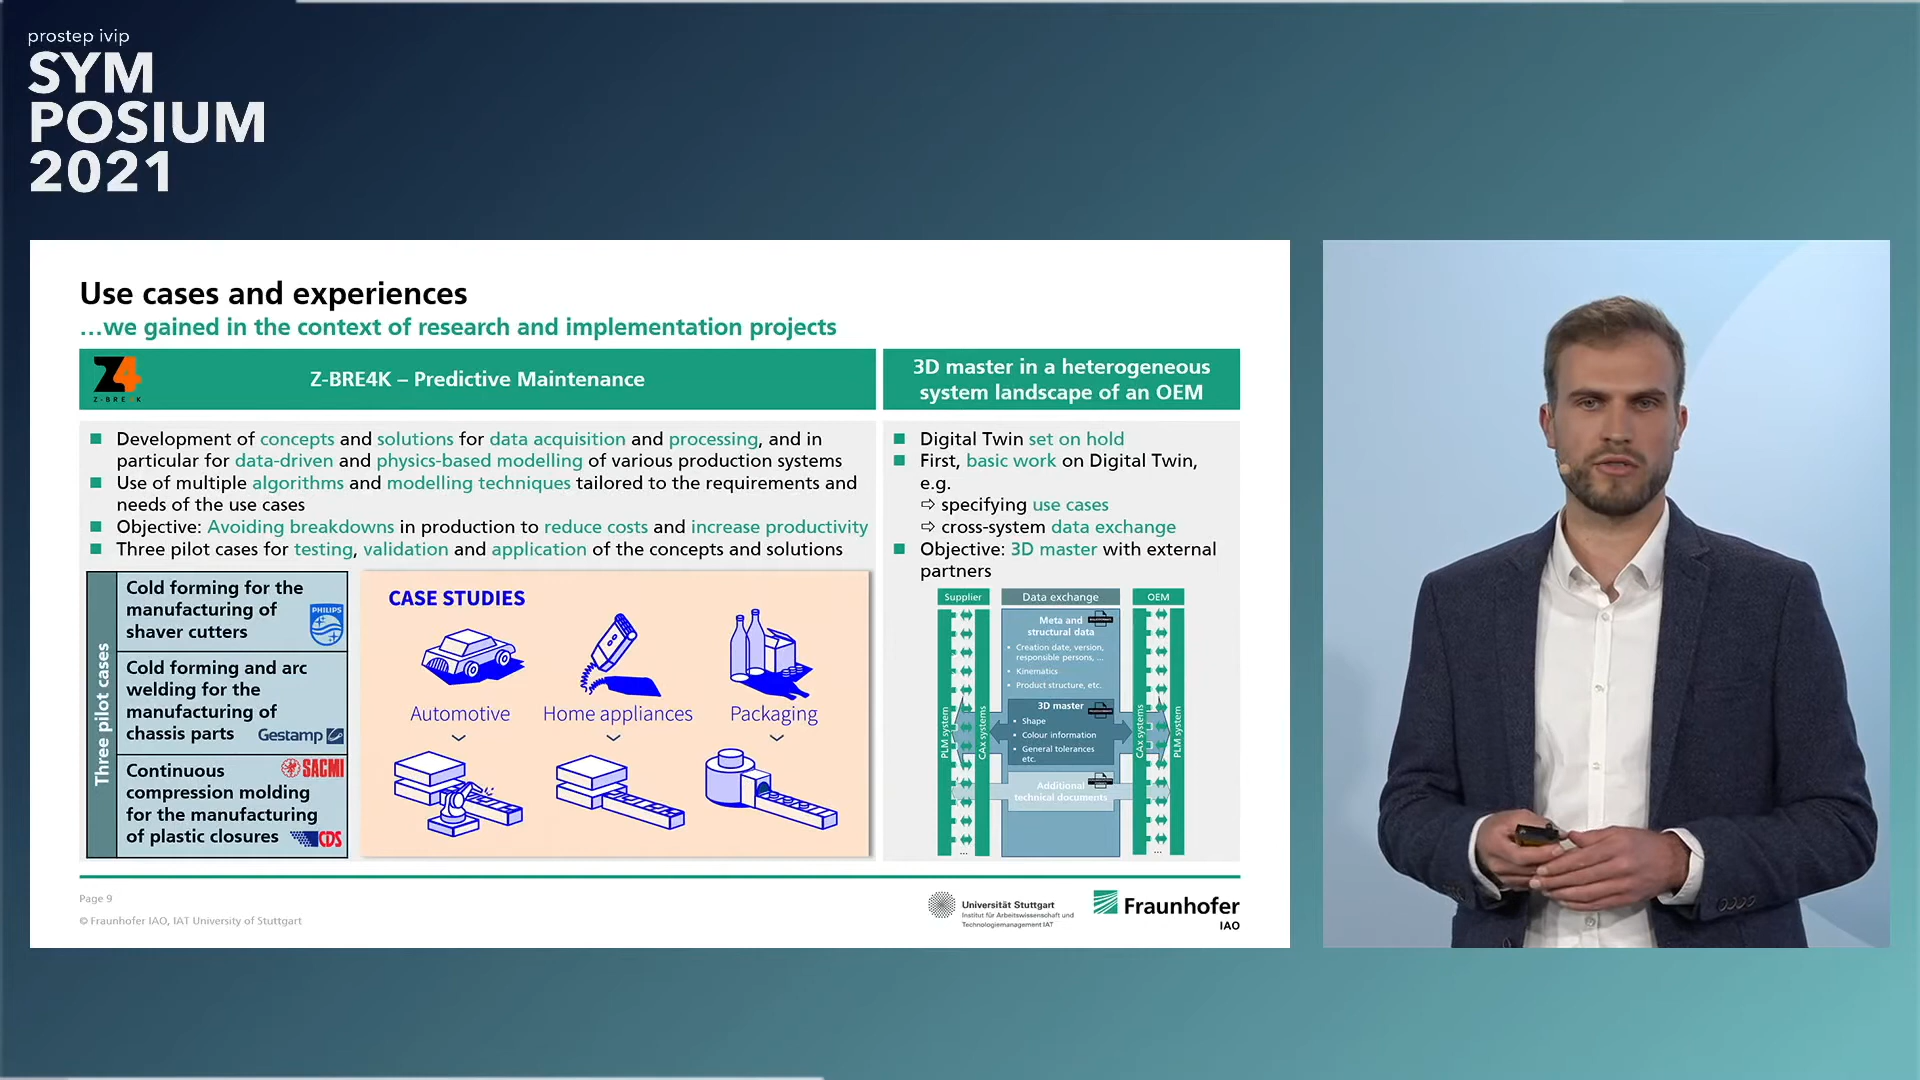 prostep ivip
SYM
POSIUM
2021
Use cases and experiences
...we gained in the context of research and implementation projects
Z4
Z-BRE4K
Z-BRE4K – Predictive Maintenance
Development of concepts and solutions for data acquisition and processing, and in
particular for data-driven and physics-based modelling of various production systems
Use of multiple algorithms and modelling techniques tailored to the requirements and
needs of the use cases
Objective: Avoiding breakdowns in production to reduce costs and increase productivity
Three pilot cases for testing, validation and application of the concepts and solutions
Three pilot cases
Cold forming for the
manufacturing of
shaver cutters
PHILIPS
Cold forming and arc
welding for the
manufacturing of
chassis parts
Gestamp
Continuous
compression molding
for the manufacturing
of plastic closures
SACMI
CDS
CASE STUDIES
Automotive
Home appliances
Packaging
3D master in a heterogeneous
system landscape of an OEM
Digital Twin set on hold
First, basic work on Digital Twin,
e.g.
⇨ specifying use cases
⇨ cross-system data exchange
Objective: 3D master with external
partners
Supplier
Data exchange
OEM
PLM system
CAx systems
Meta and
structural data
Creation date, version,
responsible persons, ...
Kinematics
Product structure, etc.
3D master
Shape
Colour information
General tolerances
etc.
Additional
technical documents
CAx systems
PLM system
...
...
Page 9
© Fraunhofer IAO, IAT University of Stuttgart
Universität Stuttgart
Institut für Arbeitswissenschaft und
Technologiemanagement IAT
Fraunhofer
IAO